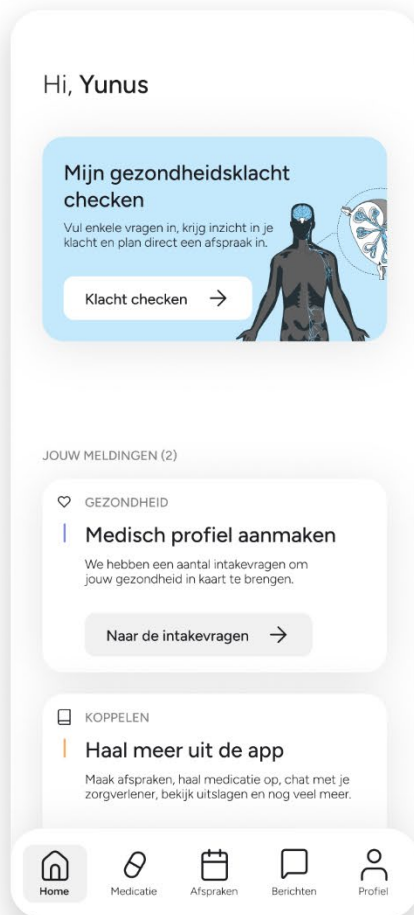 Hi, Yunus
Mijn gezondheidsklacht
checken
Vul enkele vragen in, krijg inzicht in je
klacht en plan direct een afspraak in.
Klacht checken
JOUW MELDINGEN (2)
GEZONDHEID
Medisch profiel aanmaken
We hebben een aantal intakevragen om
jouw gezondheid in kaart te brengen.
Naar de intakevragen
KOPPELEN
Haal meer uit de app
Maak afspraken, haal medicatie op, chat met je
zorgverlener, bekijk uitslagen en nog veel meer.
Home
Medicatie
Afspraken
Berichten
Profiel